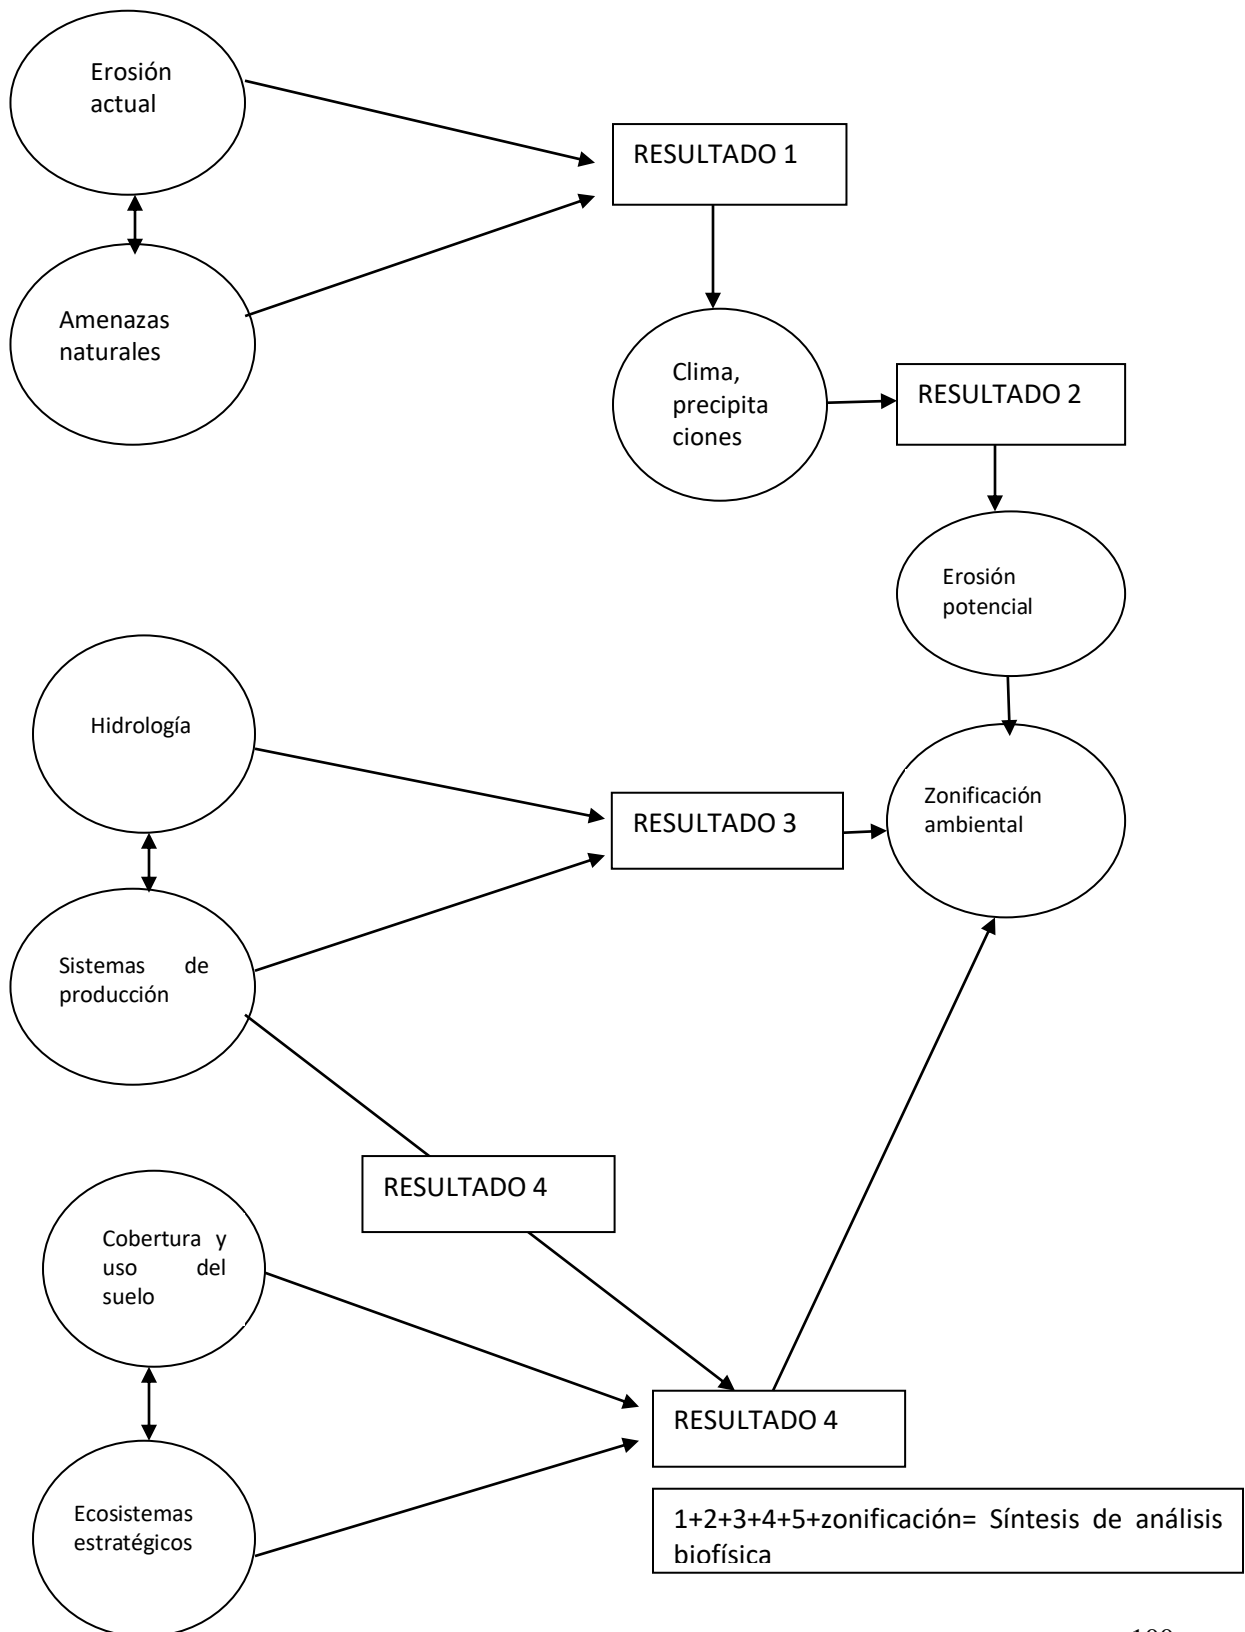 Erosión
actual
RESULTADO 1
Amenazas
naturales
Clima,
precipita
ciones
RESULTADO 2
Erosión
potencial
Hidrología
Zonificación
ambiental
RESULTADO 3
Sistemas de
producción
RESULTADO 4
Cobertura y
uso del
suelo
RESULTADO 4
Ecosistemas
estratégicos
1+2+3+4+5+zonificación= Síntesis de análisis
biofísica